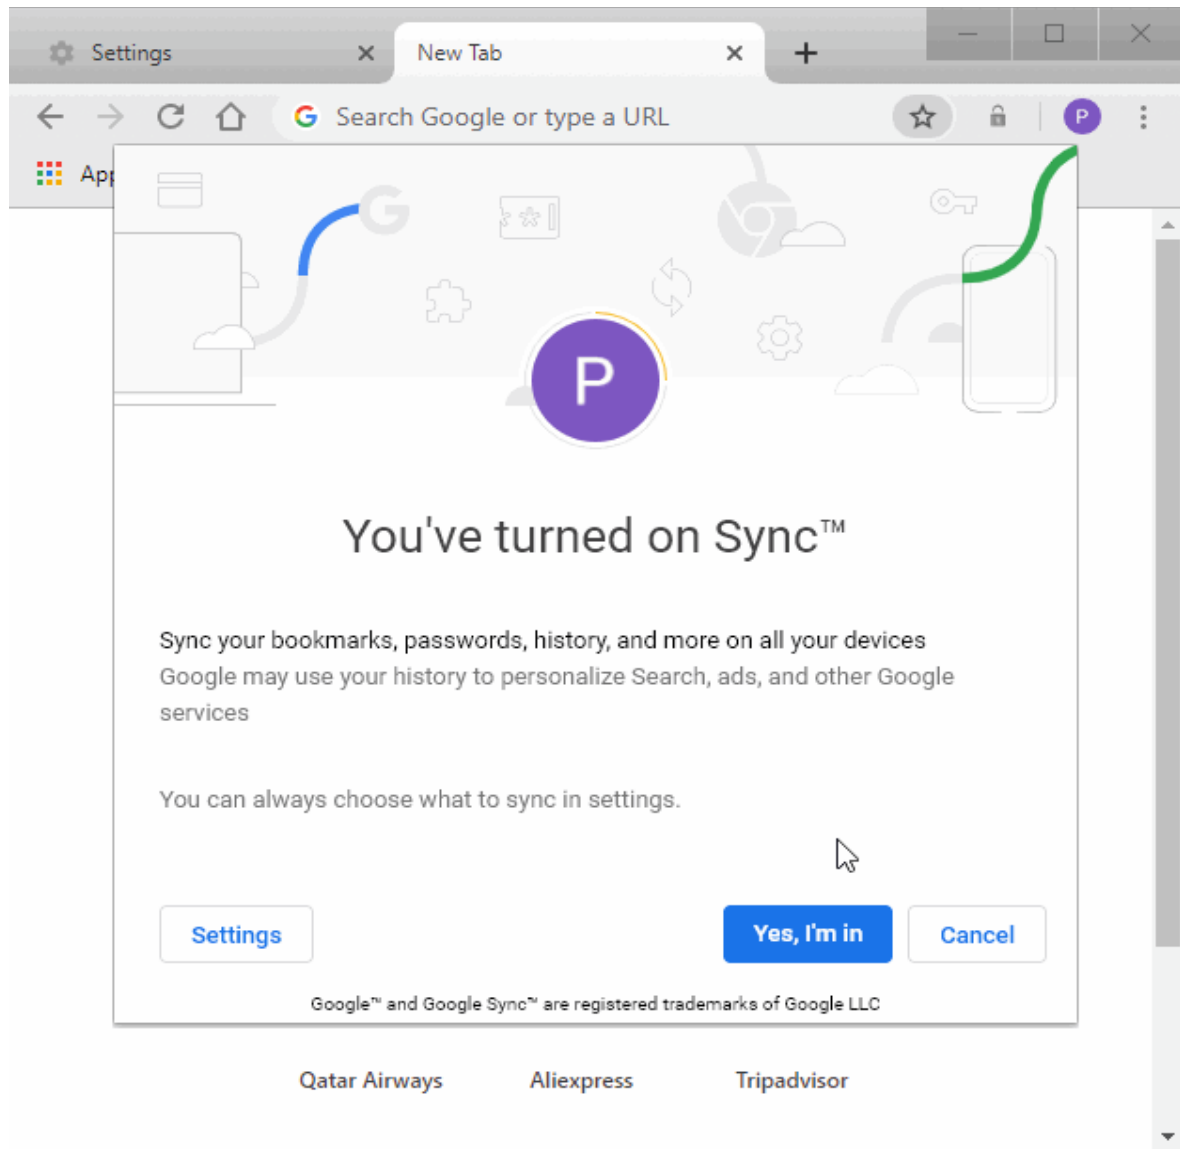 Settings
New Tab
Search Google or type a URL
P
App
G
P
You've turned on Sync™
Sync your bookmarks, passwords, history, and more on all your devices
Google may use your history to personalize Search, ads, and other Google
services
You can always choose what to sync in settings.
Settings
Yes, I'm in
Cancel
Google™ and Google Sync™ are registered trademarks of Google LLC
Qatar Airways
Aliexpress
Tripadvisor